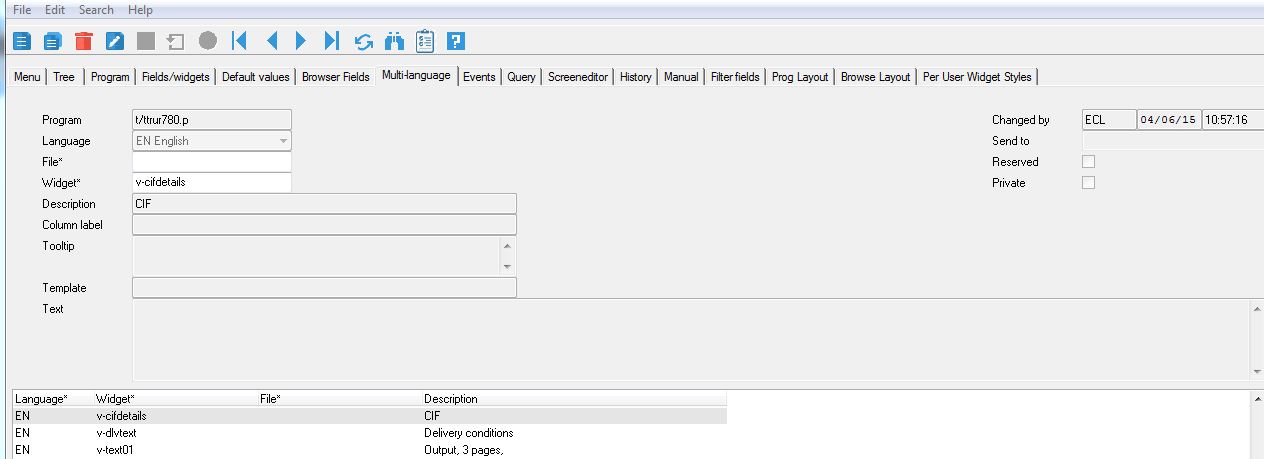 File Edit Search Help
Menu Tree Program Fields/widgets Default values Browser Fields Multi-language Events Query Screeneditor History Manual Filter fields Prog Layout Browse Layout Per User Widget Styles
Program t/ttrur780.p Changed by ECL 04/06/15 10:57:16
Language EN English Send to
File* Reserved
Widget* v-cifdetails Private
Description CIF
Column label
Tooltip
Template
Text
Language* Widget* File* Description
EN v-cifdetails CIF
EN v-dlvtext Delivery conditions
EN v-text01 Output, 3 pages,